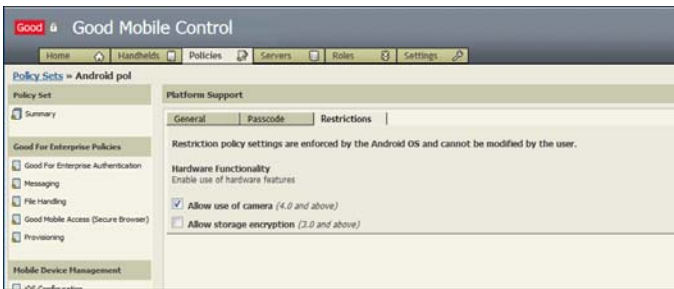 Good Good Mobile Control
Home Handhelds Policies Servers Roles Settings
Policy Sets » Android pol
Policy Set
Summary
Good For Enterprise Policies
Good For Enterprise Authentication
Messaging
File Handling
Good Mobile Access (Secure Browser)
Provisioning
Mobile Device Management
iOS Configuration
Platform Support
General Passcode Restrictions
Restriction policy settings are enforced by the Android OS and cannot be modified by the user.
Hardware Functionality
Enable use of hardware features
Allow use of camera (4.0 and above)
Allow storage encryption (3.0 and above)